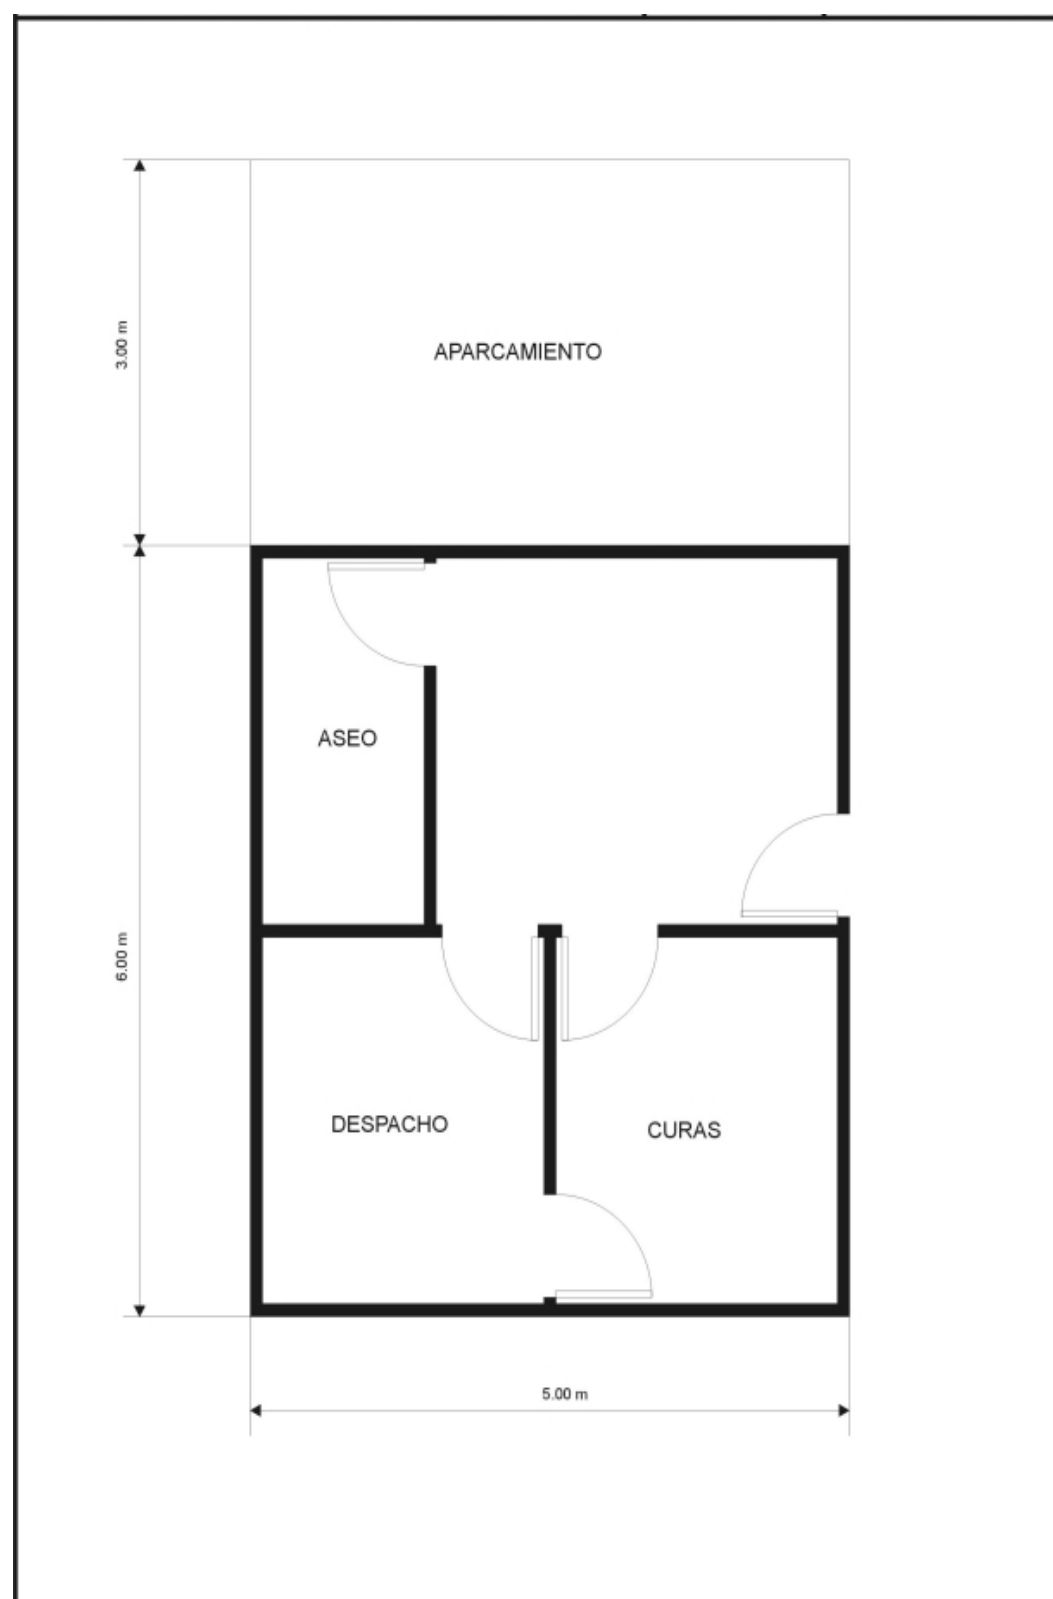 3.00 m
APARCAMIENTO
ASEO
6.00 m
DESPACHO
CURAS
5.00 m